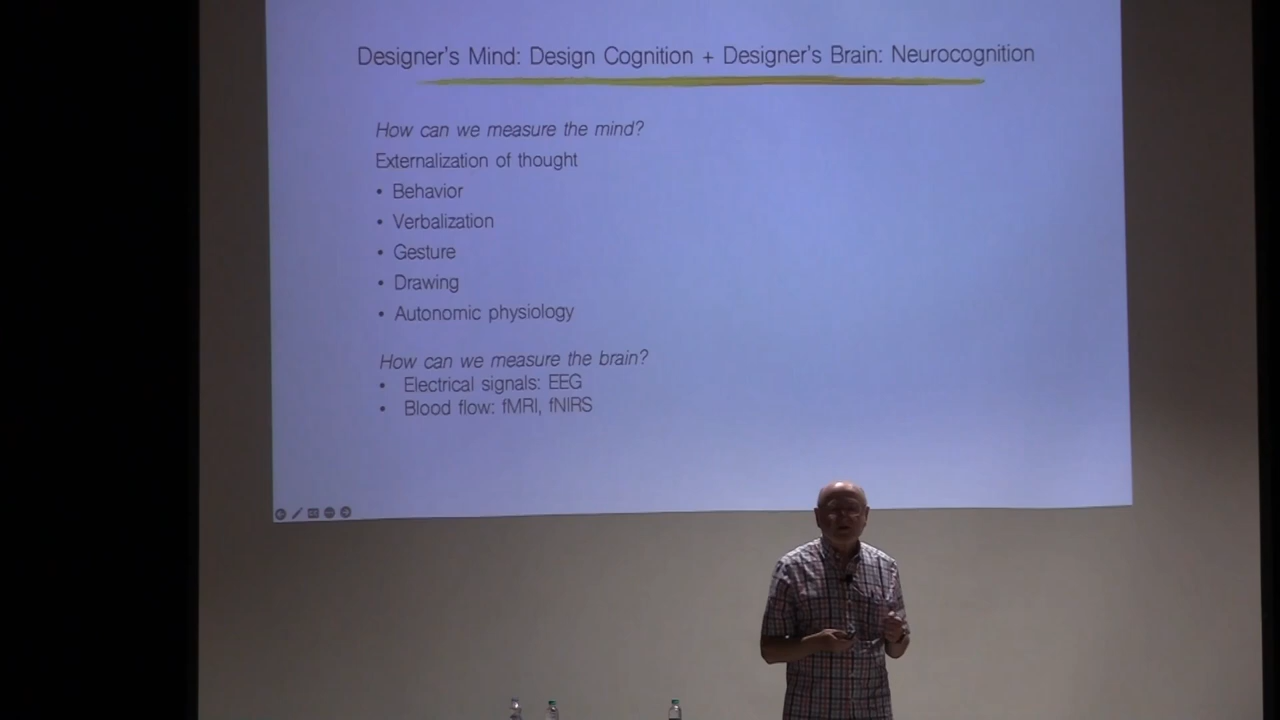 Designer's Mind: Design Cognition + Designer's Brain: Neurocognition
How can we measure the mind?
Externalization of thought
• Behavior
• Verbalization
• Gesture
• Drawing
• Autonomic physiology
How can we measure the brain?
• Electrical signals: EEG
• Blood flow: fMRI, fNIRS